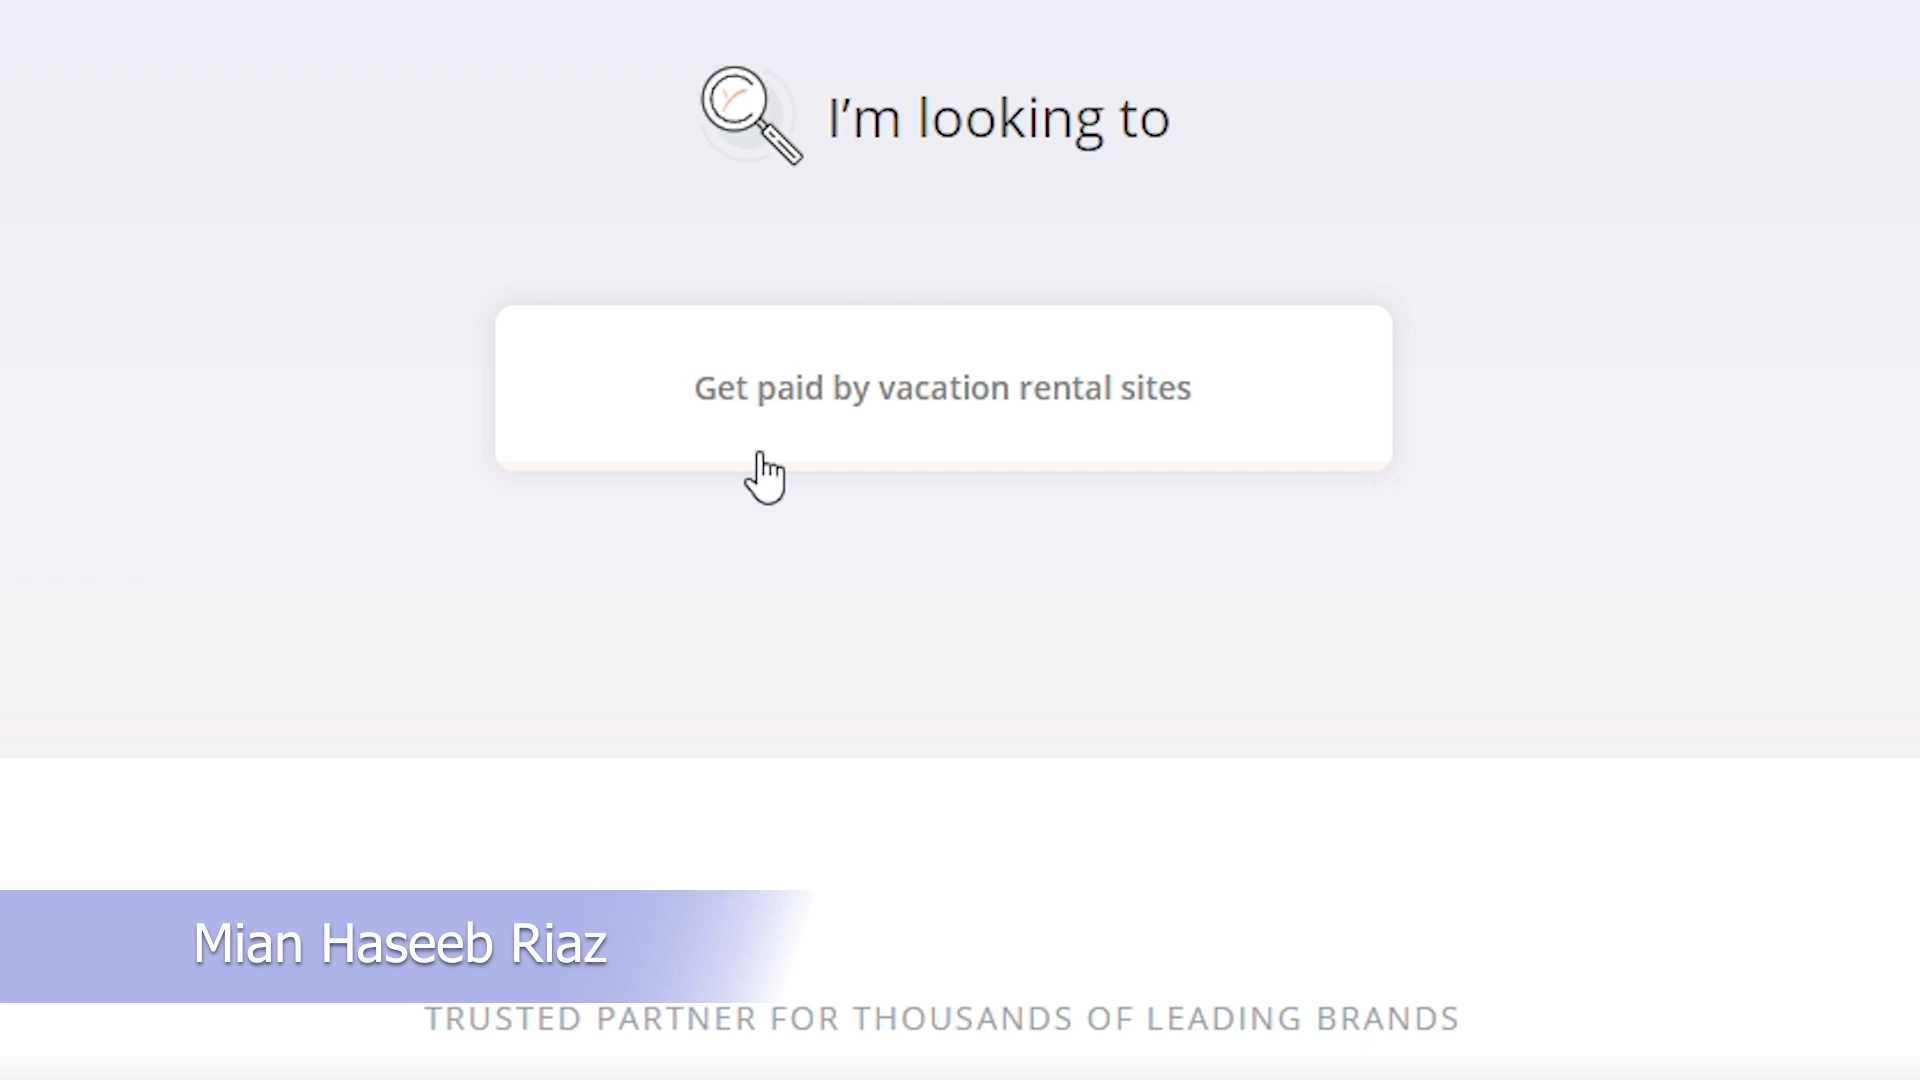 I’m looking to
Get paid by vacation rental sites
Mian Haseeb Riaz
TRUSTED PARTNER FOR THOUSANDS OF LEADING BRANDS